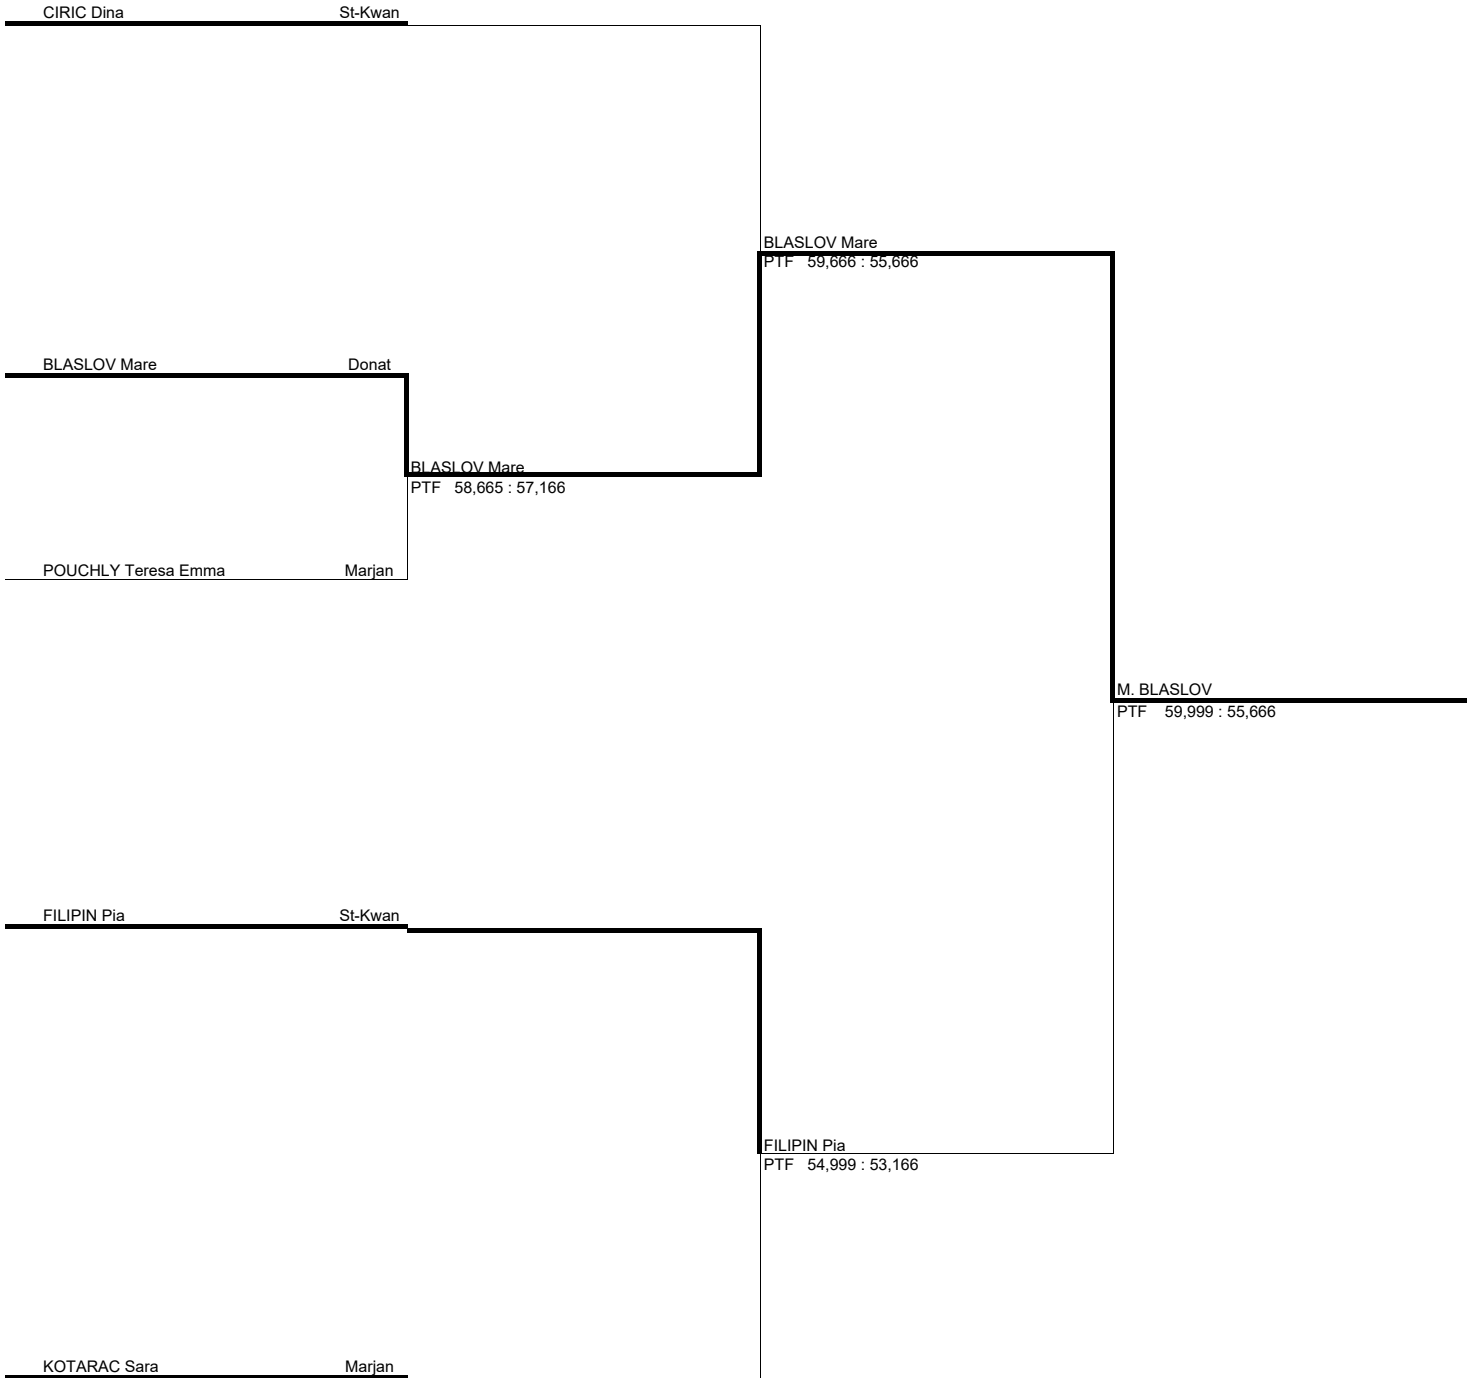 CIRIC Dina St-Kwan
BLASLOV Mare
PTF 59,666 : 55,666
BLASLOV Mare Donat
BLASLOV Mare
PTF 58,665 : 57,166
POUCHLY Teresa Emma Marjan
M. BLASLOV
PTF 59,999 : 55,666
FILIPIN Pia St-Kwan
FILIPIN Pia
PTF 54,999 : 53,166
KOTARAC Sara Marjan